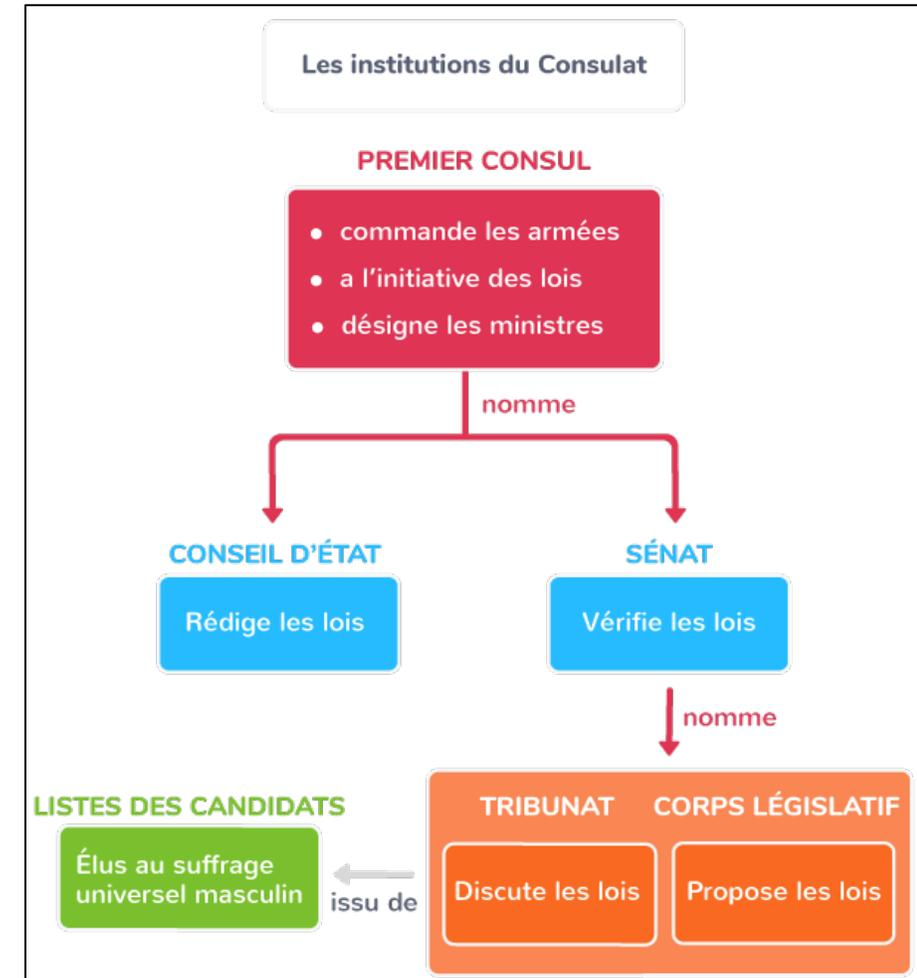 Les institutions du Consulat
PREMIER CONSUL
• commande les armées
• a l'initiative des lois
• désigne les ministres
nomme
CONSEIL D'ÉTAT
Rédige les lois
SÉNAT
Vérifie les lois
nomme
LISTES DES CANDIDATS
Élus au suffrage
universel masculin
issu de
TRIBUNAT
Discute les lois
CORPS LÉGISLATIF
Propose les lois